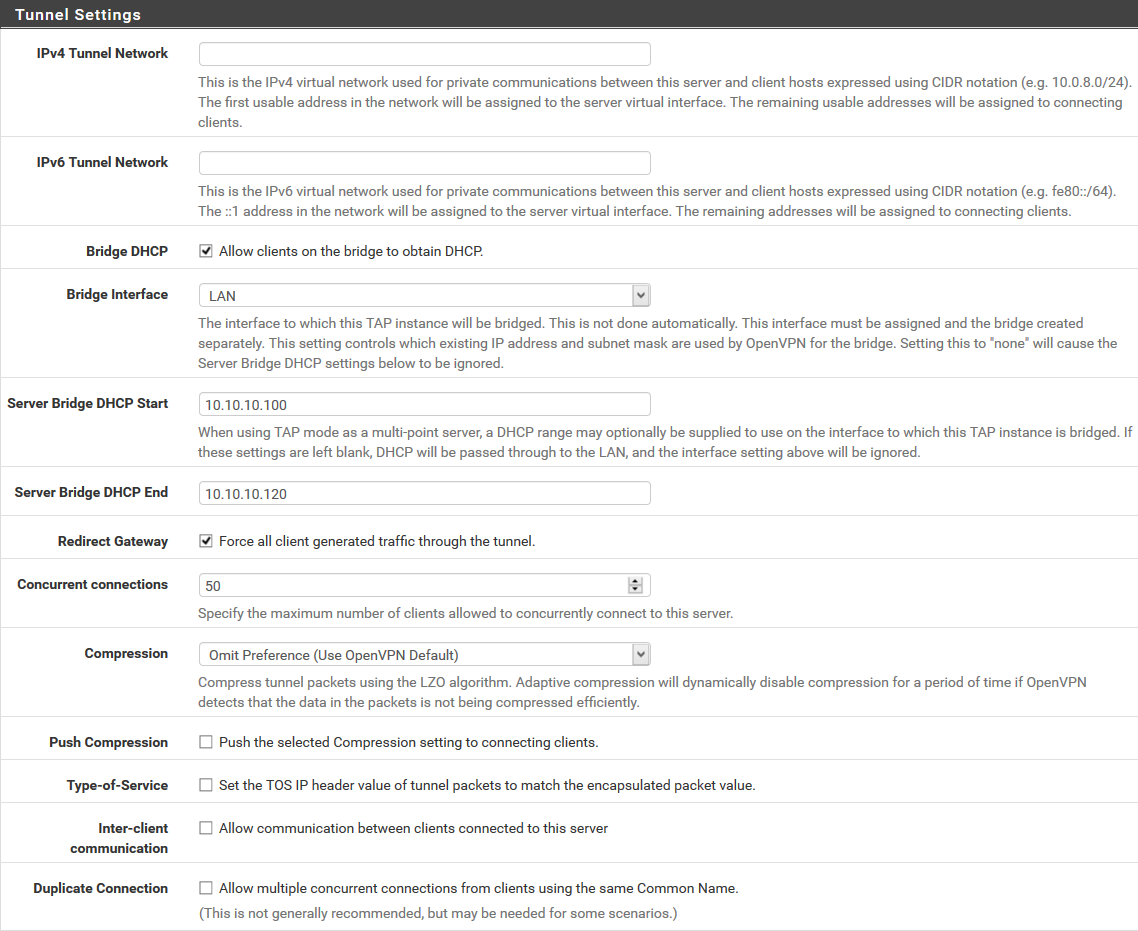 Tunnel Settings
IPv4 Tunnel Network
This is the IPv4 virtual network used for private communications between this server and client hosts expressed using CIDR notation (e.g. 10.0.8.0/24).
The first usable address in the network will be assigned to the server virtual interface. The remaining usable addresses will be assigned to connecting
clients.
IPv6 Tunnel Network
This is the IPv6 virtual network used for private communications between this server and client hosts expressed using CIDR notation (e.g. fe80::/64).
The ::1 address in the network will be assigned to the server virtual interface. The remaining addresses will be assigned to connecting clients.
Bridge DHCP
Allow clients on the bridge to obtain DHCP.
Bridge Interface
LAN
The interface to which this TAP instance will be bridged. This is not done automatically. This interface must be assigned and the bridge created
separately. This setting controls which existing IP address and subnet mask are used by OpenVPN for the bridge. Setting this to "none" will cause the
Server Bridge DHCP settings below to be ignored.
Server Bridge DHCP Start
10.10.10.100
When using TAP mode as a multi-point server, a DHCP range may optionally be supplied to use on the interface to which this TAP instance is bridged. If
these settings are left blank, DHCP will be passed through to the LAN, and the interface setting above will be ignored.
Server Bridge DHCP End
10.10.10.120
Redirect Gateway
Force all client generated traffic through the tunnel.
Concurrent connections
50
Specify the maximum number of clients allowed to concurrently connect to this server.
Compression
Omit Preference (Use OpenVPN Default)
Compress tunnel packets using the LZO algorithm. Adaptive compression will dynamically disable compression for a period of time if OpenVPN
detects that the data in the packets is not being compressed efficiently.
Push Compression
Push the selected Compression setting to connecting clients.
Type-of-Service
Set the TOS IP header value of tunnel packets to match the encapsulated packet value.
Inter-client
communication
Allow communication between clients connected to this server
Duplicate Connection
Allow multiple concurrent connections from clients using the same Common Name.
(This is not generally recommended, but may be needed for some scenarios.)